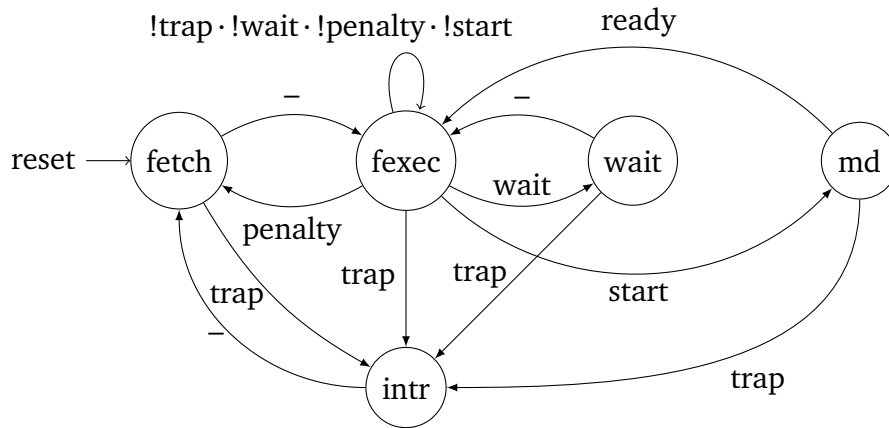 !trap · !wait · !penalty · !start
ready
–
–
reset
fetch
fexec
wait
md
wait
penalty
trap
trap
trap
start
–
intr
trap